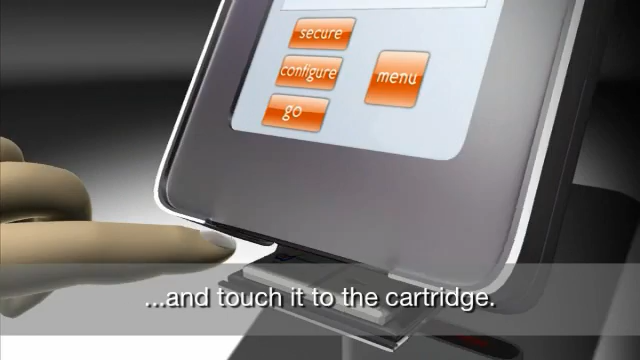 secure
configure
menu
go
...and touch it to the cartridge.